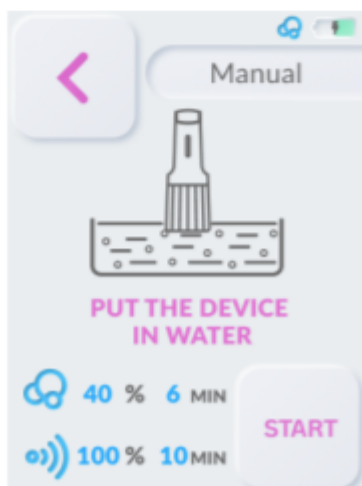 Manual
PUT THE DEVICE
IN WATER
40 % 6 MIN
START
100 % 10 MIN